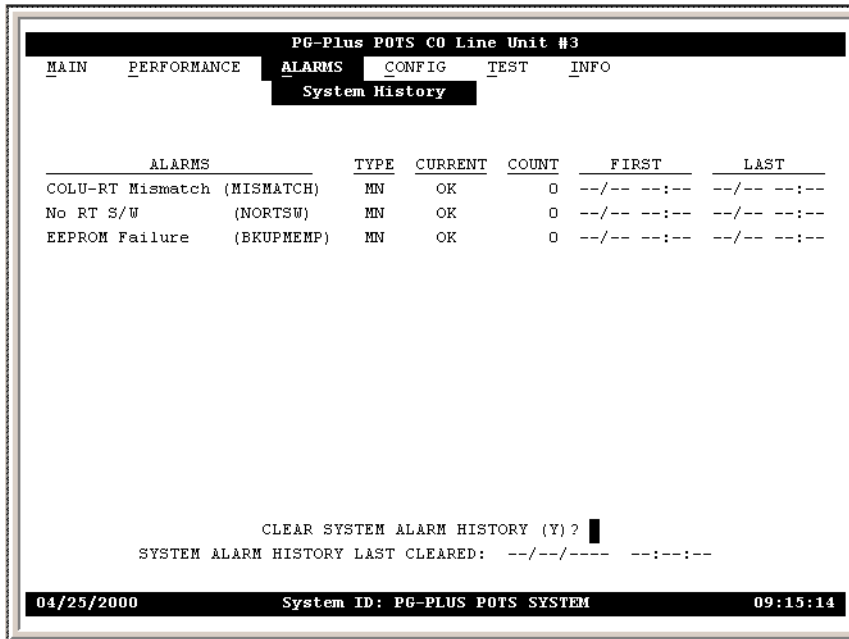 PG-Plus POTS CO Line Unit #3
MAIN PERFORMANCE ALARMS CONFIG TEST INFO
System History
ALARMS TYPE CURRENT COUNT FIRST LAST
COLU-RT Mismatch (MISMATCH) MN OK 0 --/-- --:-- --/-- --:--
No RT S/W (NORTSW) MN OK 0 --/-- --:-- --/-- --:--
EEPROM Failure (BKUPMEMP) MN OK 0 --/-- --:-- --/-- --:--
CLEAR SYSTEM ALARM HISTORY (Y)?
SYSTEM ALARM HISTORY LAST CLEARED: --/--/---- --:--:--
04/25/2000 System ID: PG-PLUS POTS SYSTEM 09:15:14